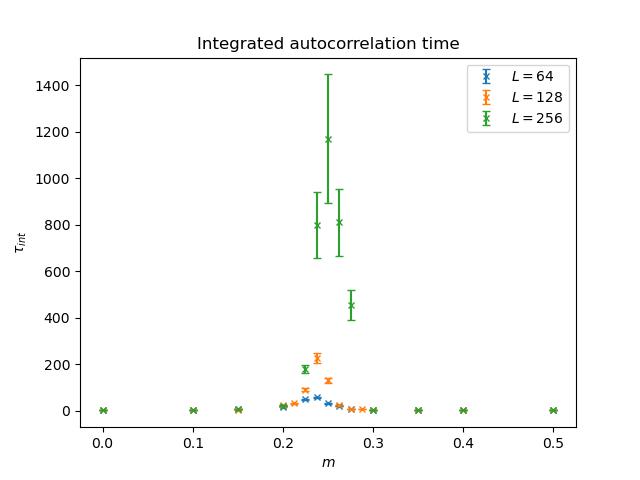 Integrated autocorrelation time
1400
1200
1000
800
600
400
200
0
τint
L = 64
L = 128
L = 256
0.0 0.1 0.2 0.3 0.4 0.5
m